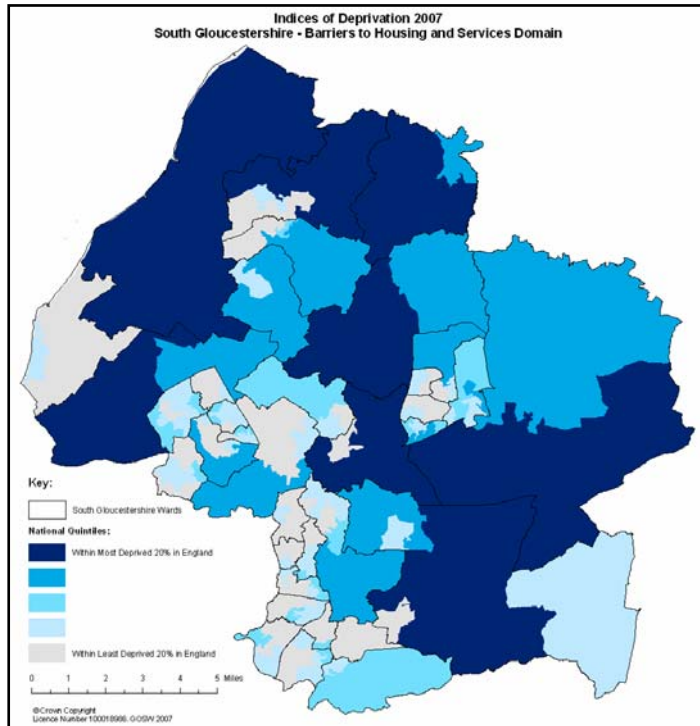 Indices of Deprivation 2007
South Gloucestershire - Barriers to Housing and Services Domain
Key:
South Gloucestershire Wards
National Quintiles:
Within Most Deprived 20% in England
Within Least Deprived 20% in England
0 1 2 3 4 5 Miles
©Crown Copyright
Licence Number 100018986. GOSW 2007